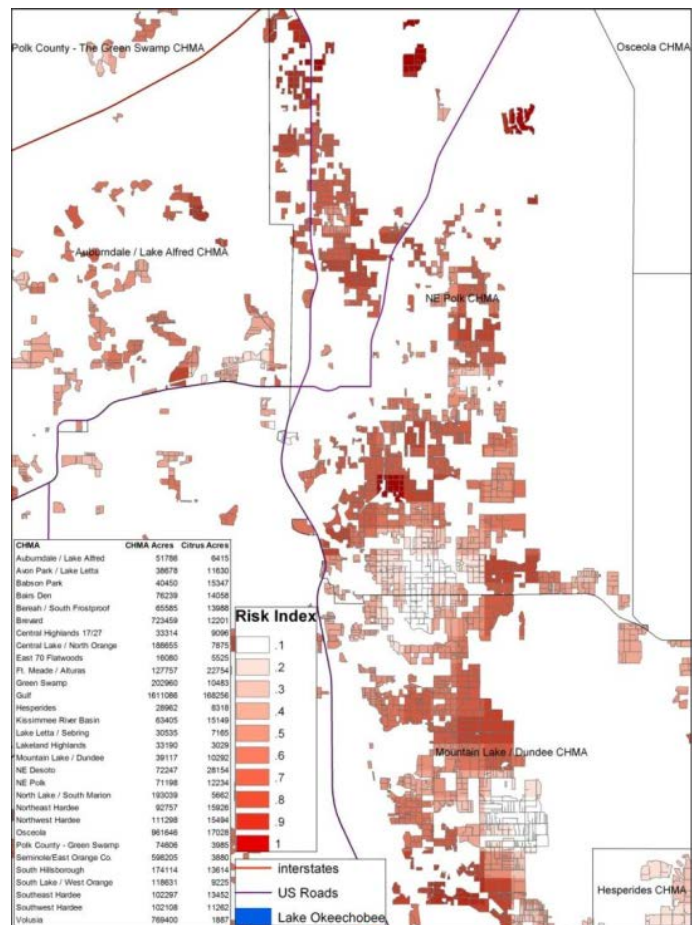 Polk County - The Green Swamp CHMA
Osceola CHMA
Auburndale / Lake Alfred CHMA
NE Polk CHMA
Mountain Lake / Dundee CHMA
Hesperides CHMA
CHMA CHMA Acres Citrus Acres
Auburndale / Lake Alfred 51786 6415
Avon Park / Lake Letta 38678 11630
Babson Park 40450 15347
Bairs Den 76239 14058
Bereah / South Frostproof 65585 13988
Brevard 723459 12201
Central Highlands 17/27 33314 9096
Central Lake / North Orange 186655 7875
East 70 Flatwoods 16080 5525
Ft. Meade / Alturas 127757 22754
Green Swamp 202960 10483
Gulf 1611086 168256
Hesperides 28962 8318
Kissimmee River Basin 63405 15149
Lake Letta / Sebring 30535 7165
Lakeland Highlands 33190 3029
Mountain Lake / Dundee 39117 10292
NE Desoto 72247 28154
NE Polk 71198 12234
North Lake / South Marion 193039 5662
Northeast Hardee 92757 15926
Northwest Hardee 111298 15494
Osceola 961646 17028
Polk County - Green Swamp 74606 3985
Seminole/East Orange Co. 598205 3880
South Hillsborough 174114 13614
South Lake / West Orange 118631 9225
Southeast Hardee 102297 13452
Southwest Hardee 102108 11262
Volusia 769400 1887
Risk Index
.1
.2
.3
.4
.5
.6
.7
.8
.9
1
interstates
US Roads
Lake Okeechobee